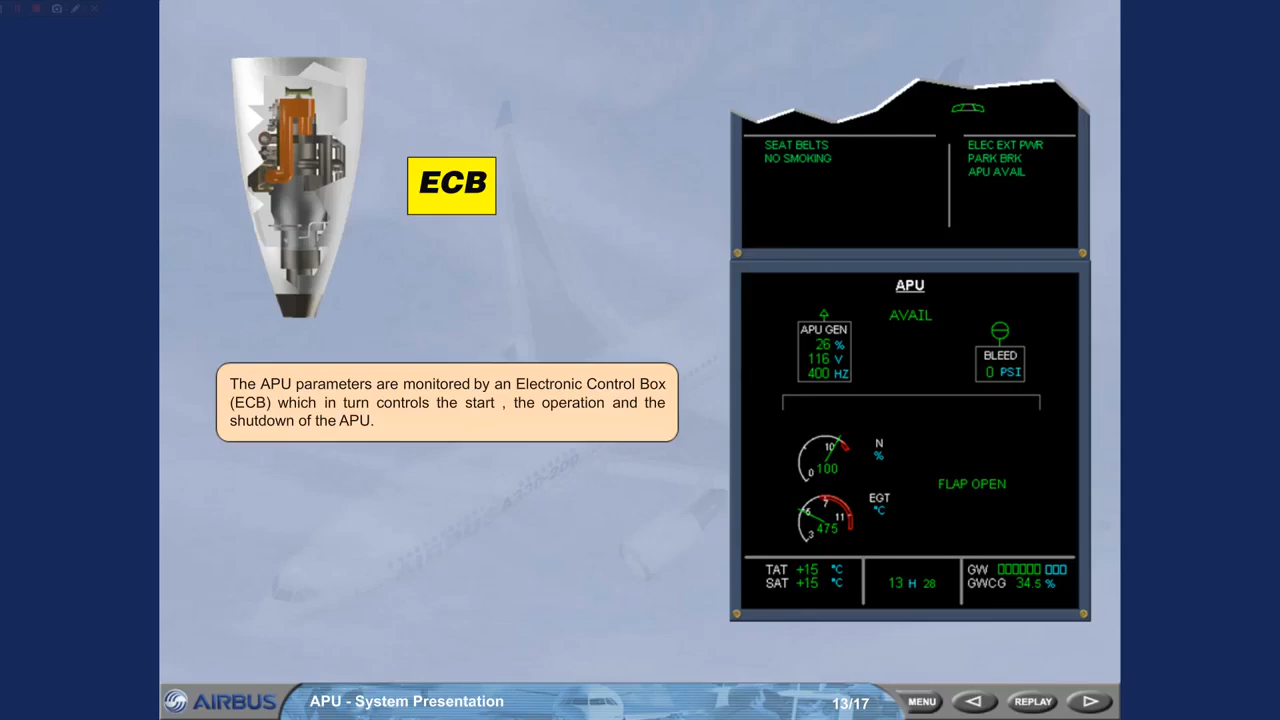 ECB
The APU parameters are monitored by an Electronic Control Box
(ECB) which in turn controls the start , the operation and the
shutdown of the APU.
SEAT BELTS
NO SMOKING
ELEC EXT PWR
PARK BRK
APU AVAIL
APU
AVAIL
APU GEN
26 %
116 V
400 HZ
BLEED
0 PSI
10
0
100
N
%
FLAP OPEN
7
5
11
3
475
EGT
°C
TAT +15 °C
SAT +15 °C
13 H 28
GW
GWCG 34.5 %
AIRBUS
APU - System Presentation
13/17
MENU
REPLAY